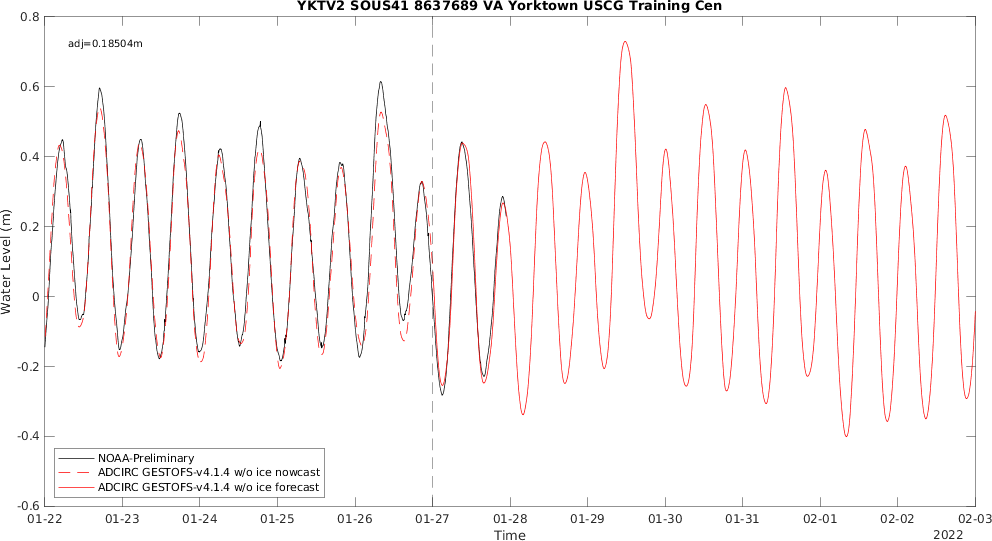 YKTV2 SOUS41 8637689 VA Yorktown USCG Training Cen
adj=0.18504m
0.8
0.6
0.4
0.2
0
-0.2
-0.4
-0.6
Water Level (m)
NOAA-Preliminary
ADCIRC GESTOFS-v4.1.4 w/o ice nowcast
ADCIRC GESTOFS-v4.1.4 w/o ice forecast
01-22 01-23 01-24 01-25 01-26 01-27 01-28 01-29 01-30 01-31 02-01 02-02 02-03
Time
2022